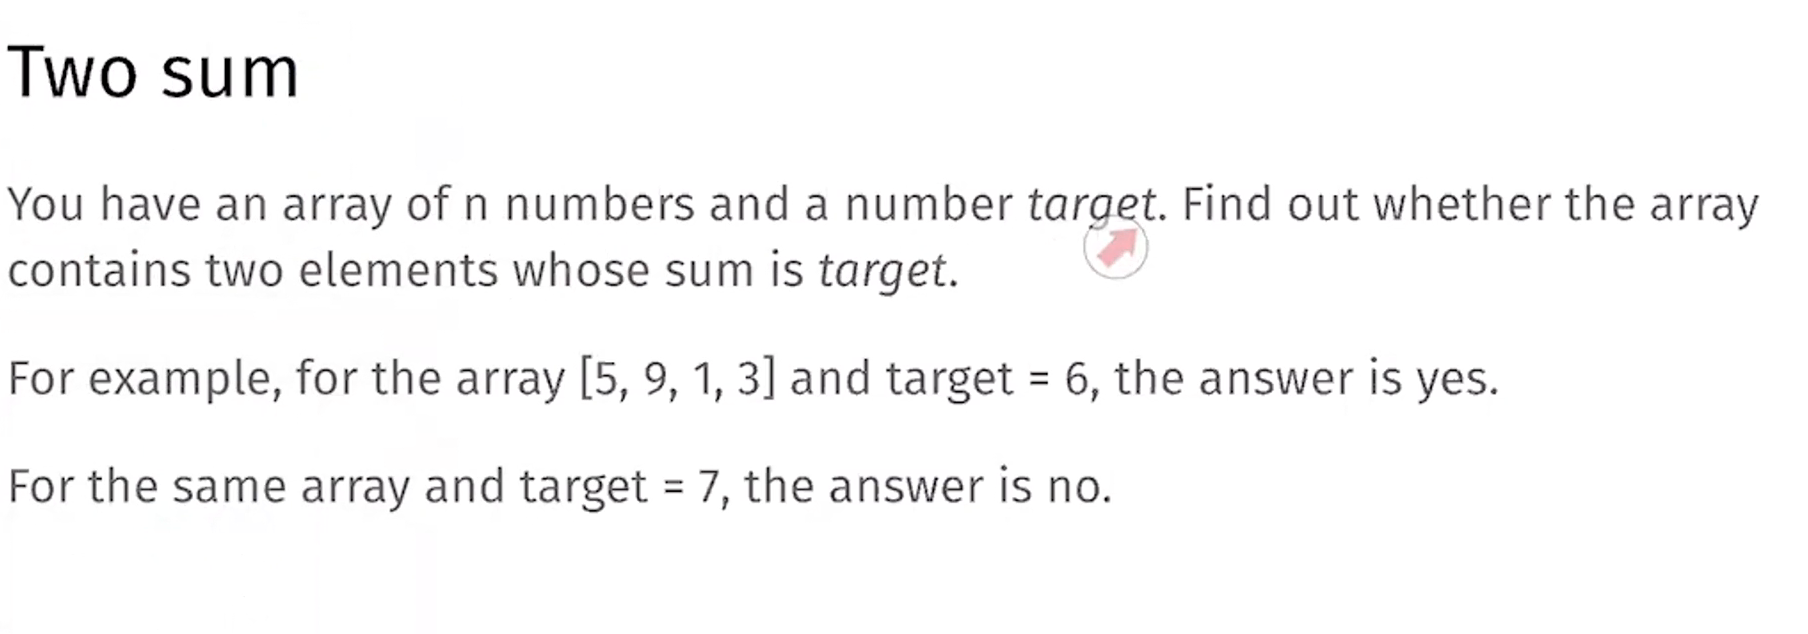 Two sum
You have an array of n numbers and a number target. Find out whether the array
contains two elements whose sum is target.
For example, for the array [5, 9, 1, 3] and target = 6, the answer is yes.
For the same array and target = 7, the answer is no.